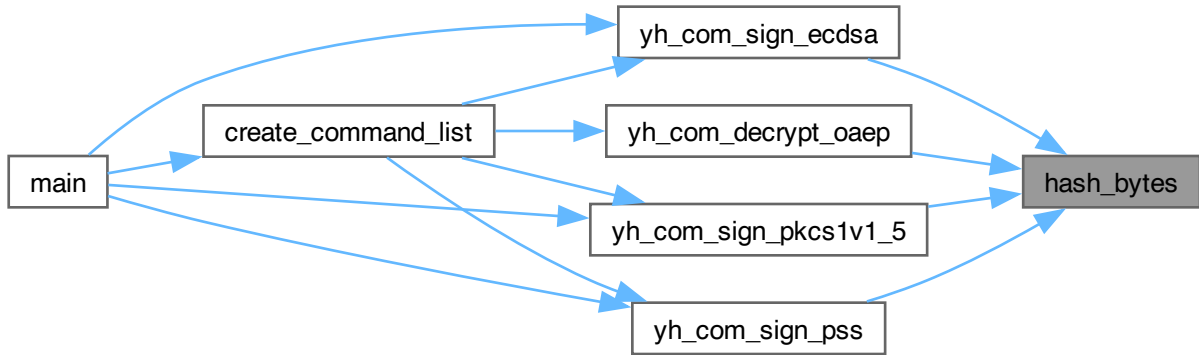 main
create_command_list
yh_com_sign_ecdsa
yh_com_decrypt_oaep
yh_com_sign_pkcs1v1_5
yh_com_sign_pss
hash_bytes